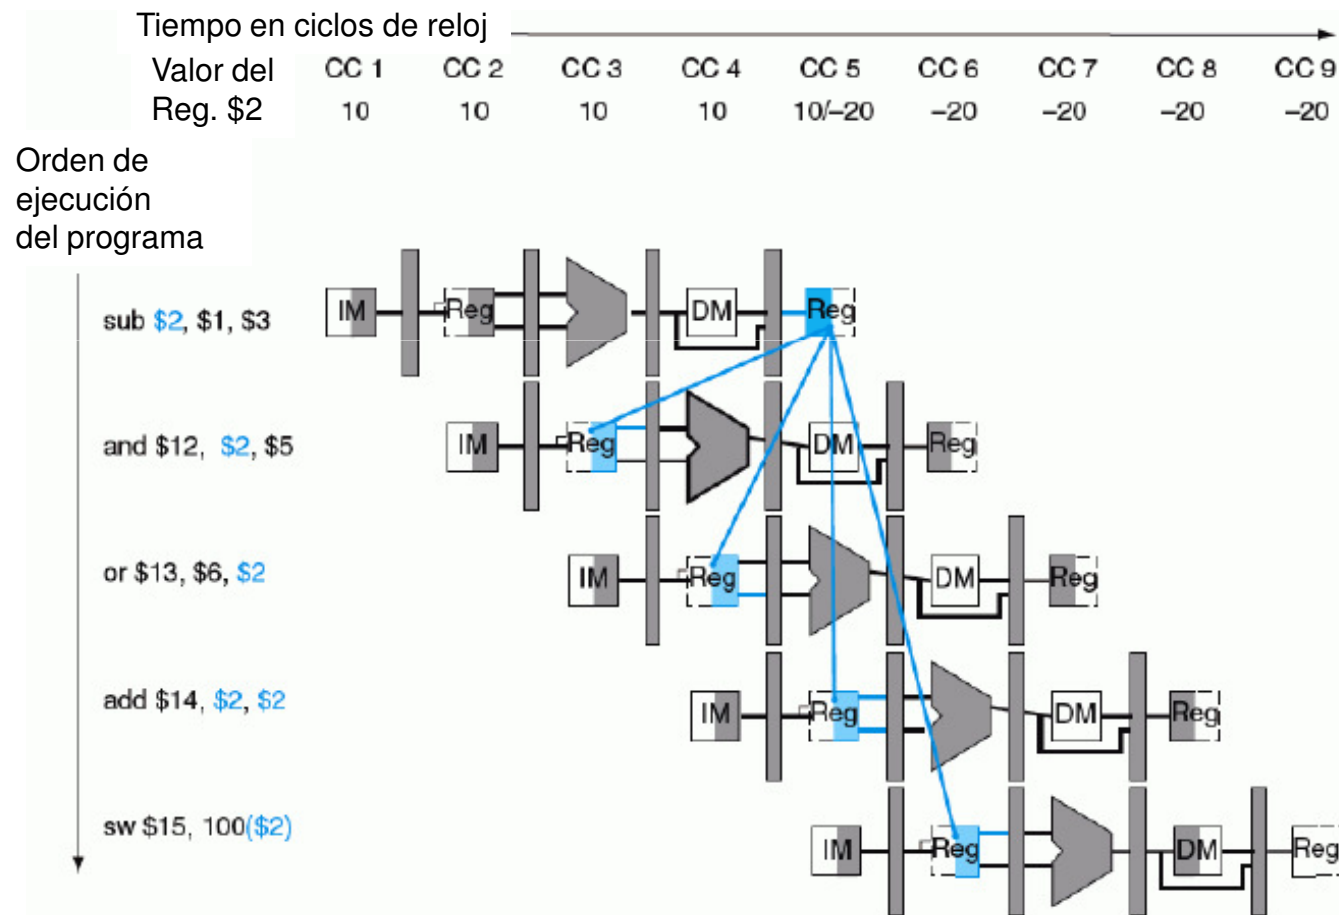 Tiempo en ciclos de reloj
Valor del CC 1 CC 2 CC 3 CC 4 CC 5 CC 6 CC 7 CC 8 CC 9
Reg. $2 10 10 10 10 10/–20 –20 –20 –20 –20
Orden de
ejecución
del programa
sub $2, $1, $3 IM Reg DM Reg
and $12, $2, $5 IM Reg DM Reg
or $13, $6, $2 IM Reg DM Reg
add $14, $2, $2 IM Reg DM Reg
sw $15, 100($2) IM Reg DM Reg